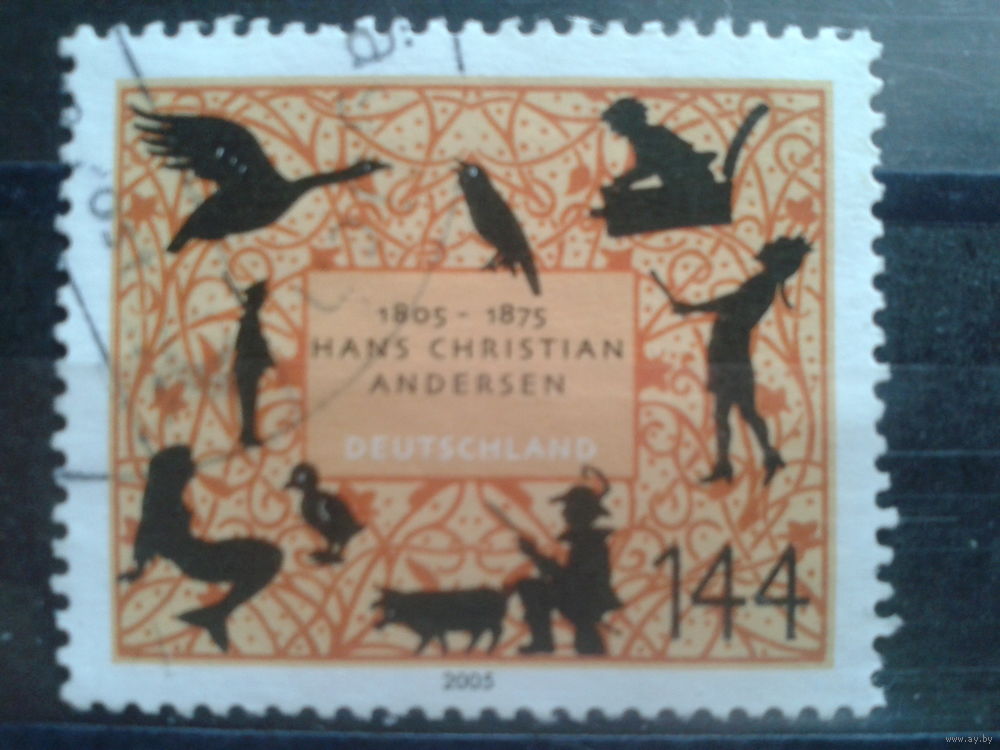 1805 - 1875
HANS CHRISTIAN
ANDERSEN
DEUTSCHLAND
144
2005
www.ay.by